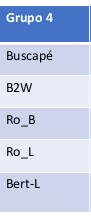 Grupo 4
Buscapé
B2W
Ro_B
Ro_L
Bert-L